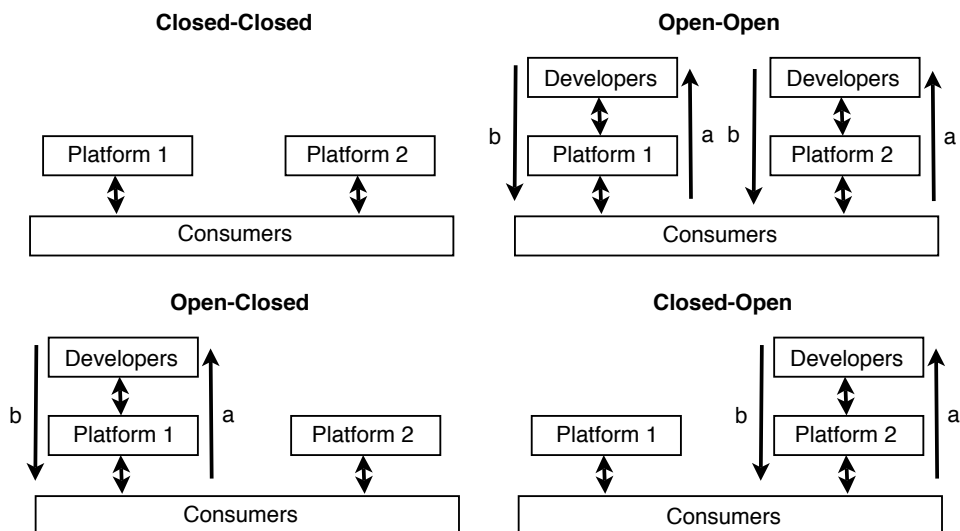 Closed-Closed
Platform 1
Platform 2
Consumers
Open-Open
Developers
Developers
b
a
b
a
Platform 1
Platform 2
Consumers
Open-Closed
Developers
b
a
Platform 1
Platform 2
Consumers
Closed-Open
Developers
b
a
Platform 1
Platform 2
Consumers